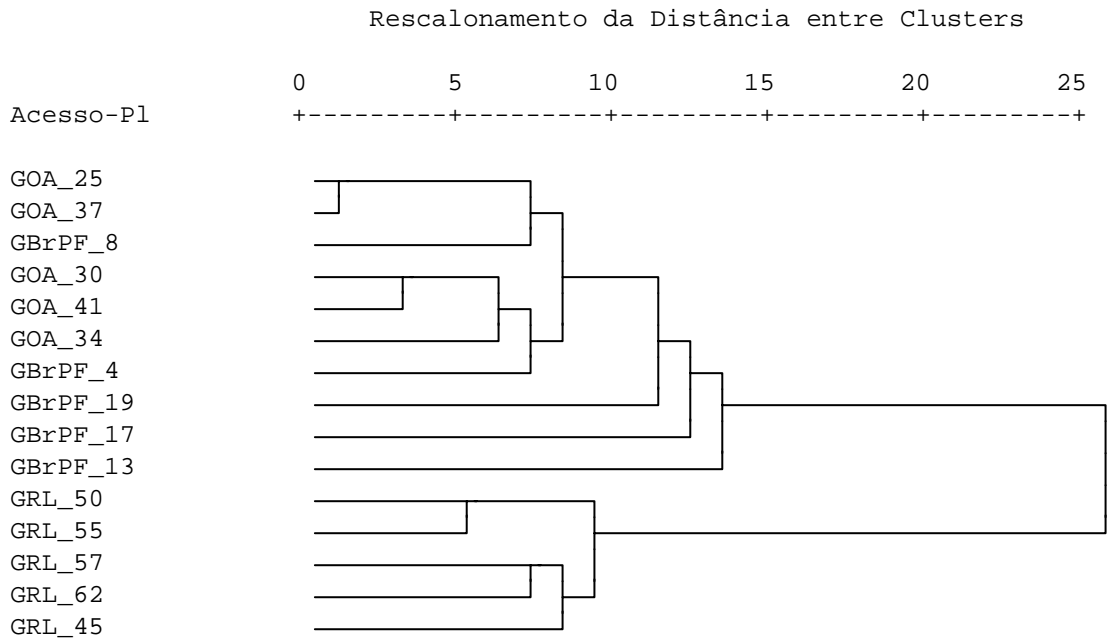 Rescalonamento da Distância entre Clusters
0 5 10 15 20 25
Acesso-Pl +---------+---------+---------+---------+---------+
GOA_25
GOA_37
GBrPF_8
GOA_30
GOA_41
GOA_34
GBrPF_4
GBrPF_19
GBrPF_17
GBrPF_13
GRL_50
GRL_55
GRL_57
GRL_62
GRL_45